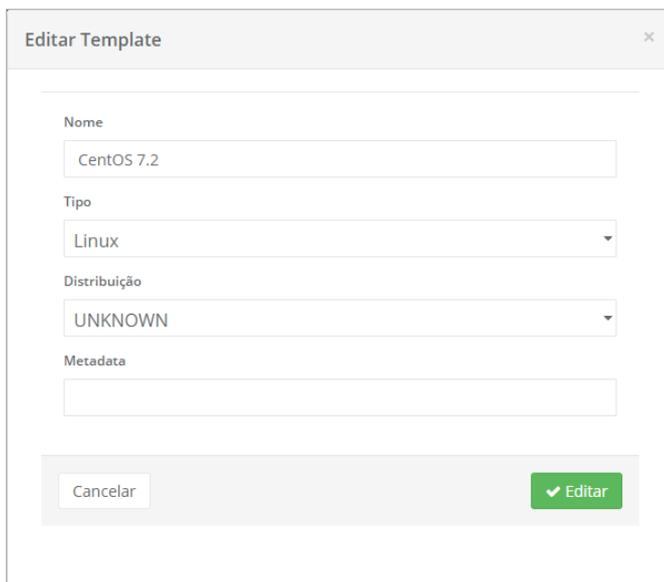 Editar Template
×
Nome
CentOS 7.2
Tipo
Linux
Distribuição
UNKNOWN
Metadata
Cancelar
Editar